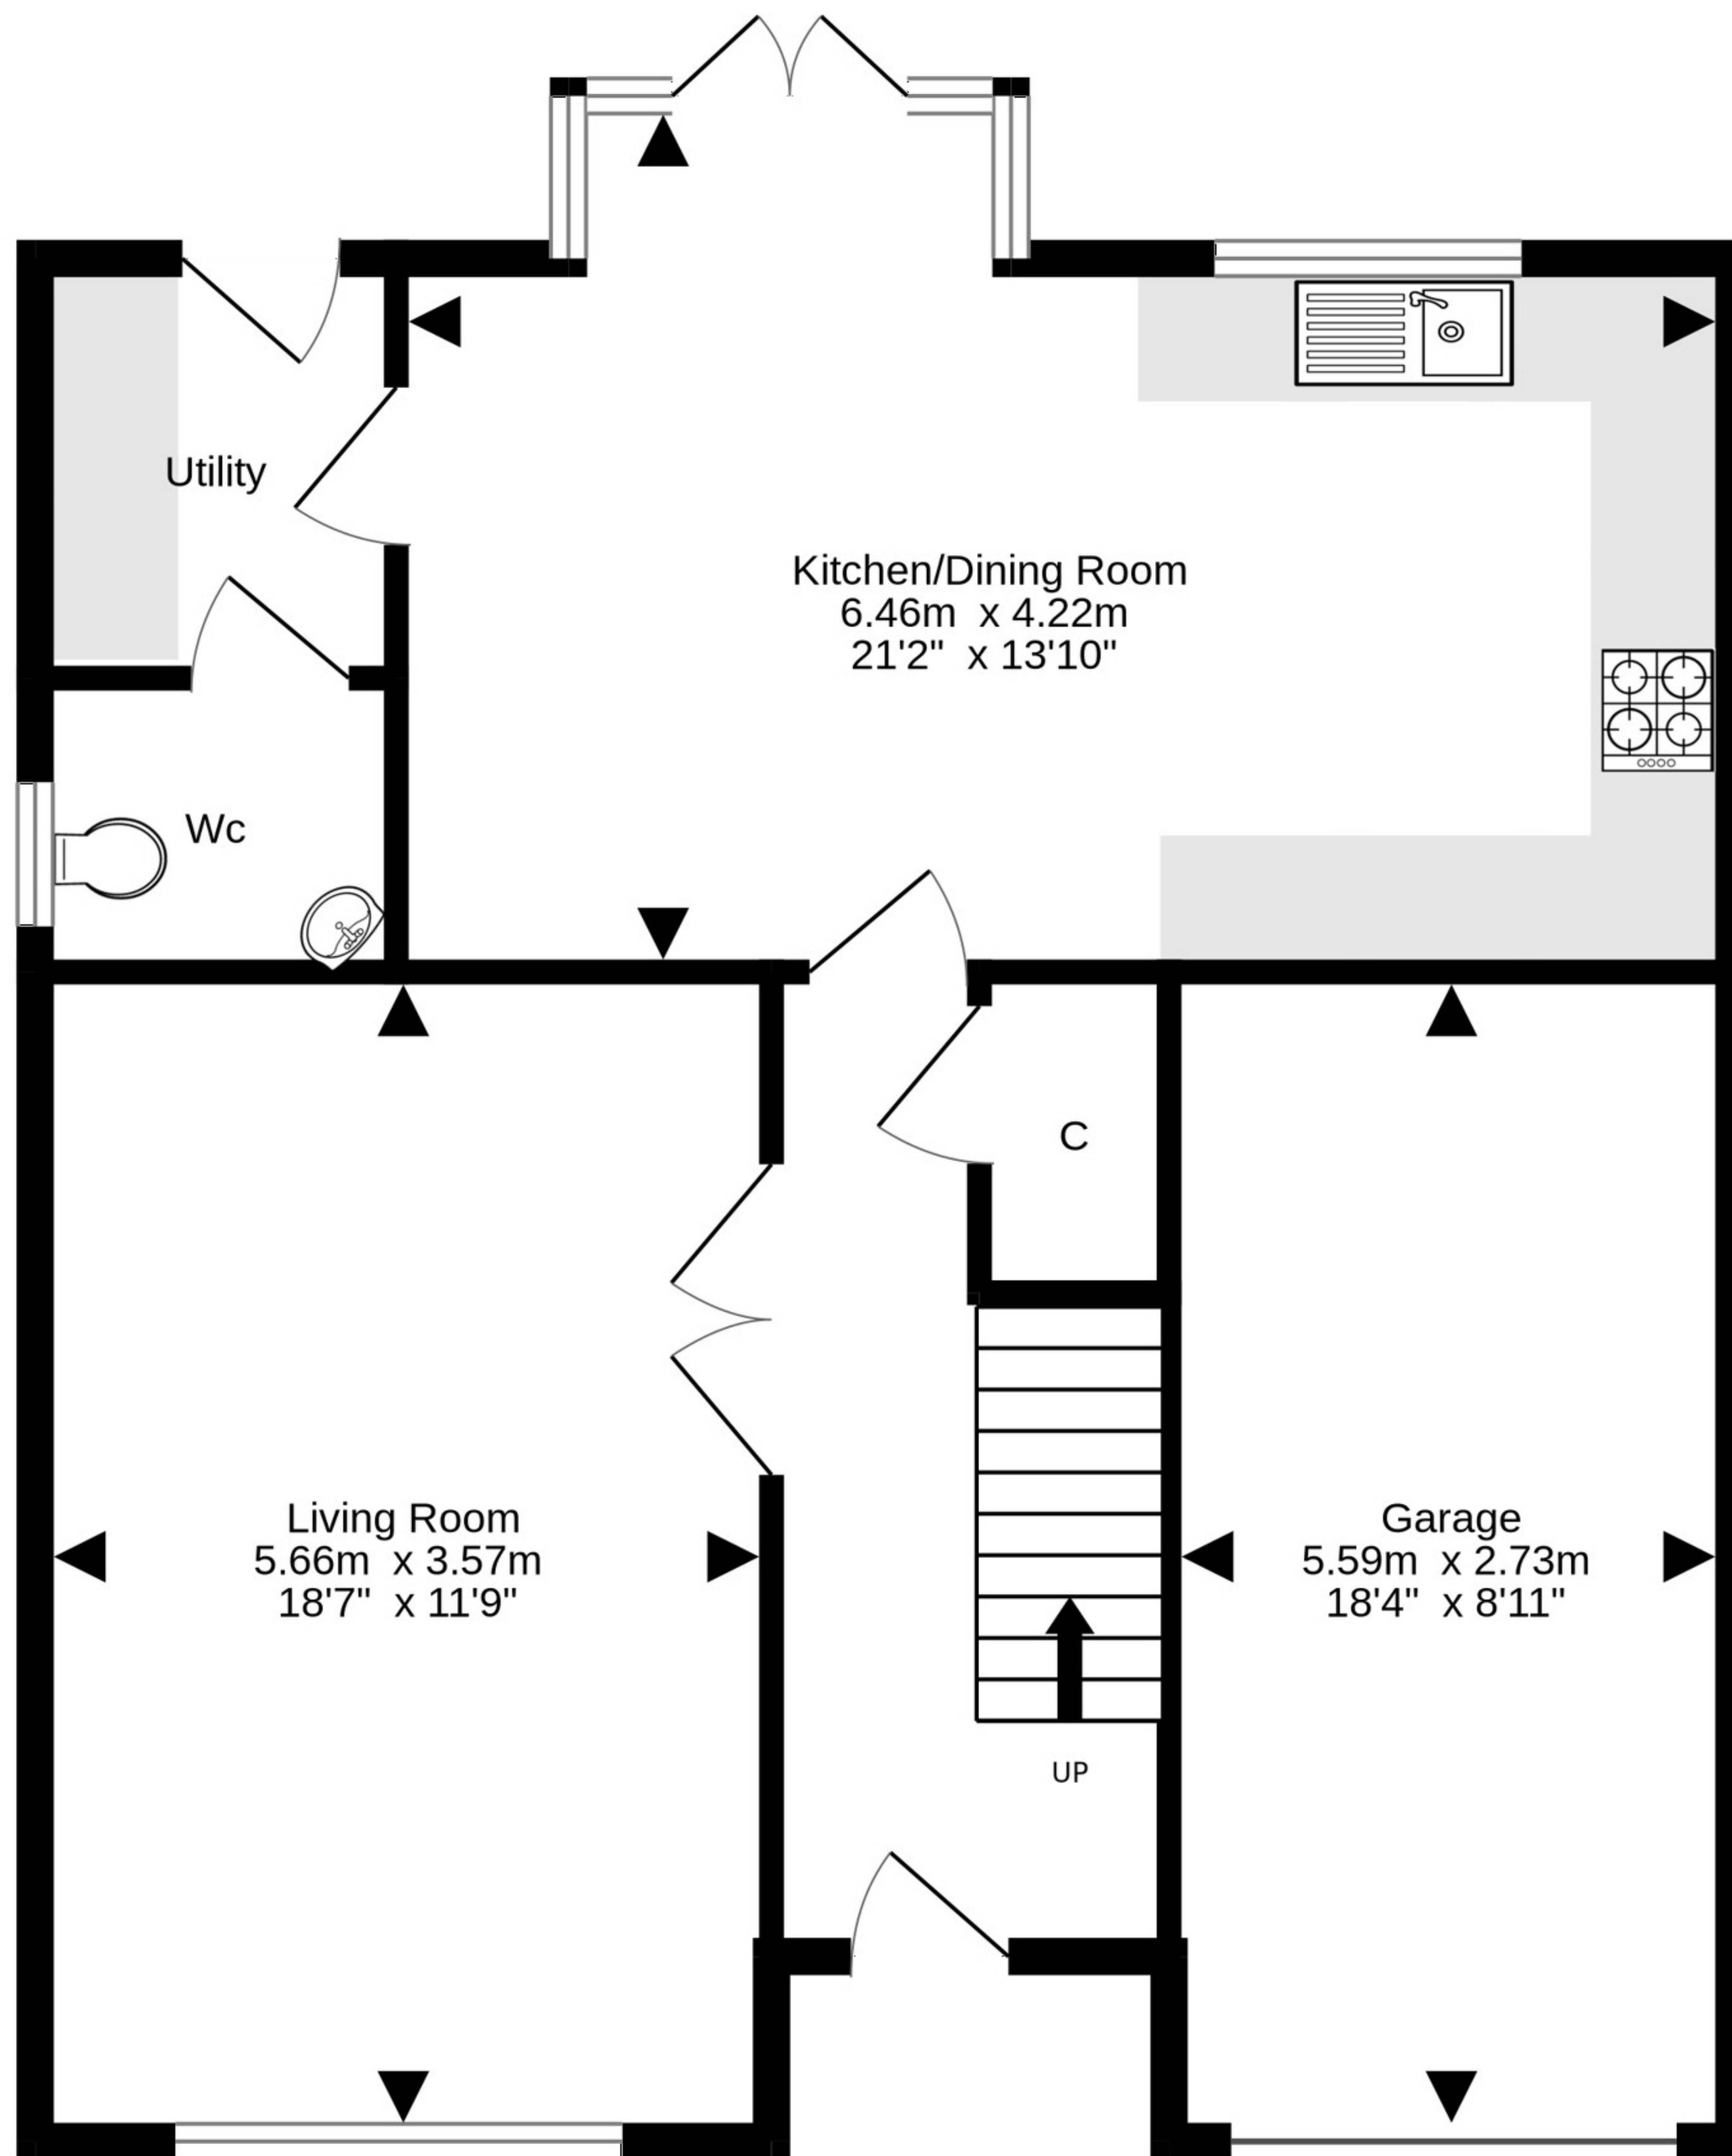 Utility
Kitchen/Dining Room
6.46m x 4.22m
21'2" x 13'10"
Wc
C
Living Room
5.66m x 3.57m
18'7" x 11'9"
Garage
5.59m x 2.73m
18'4" x 8'11"
UP